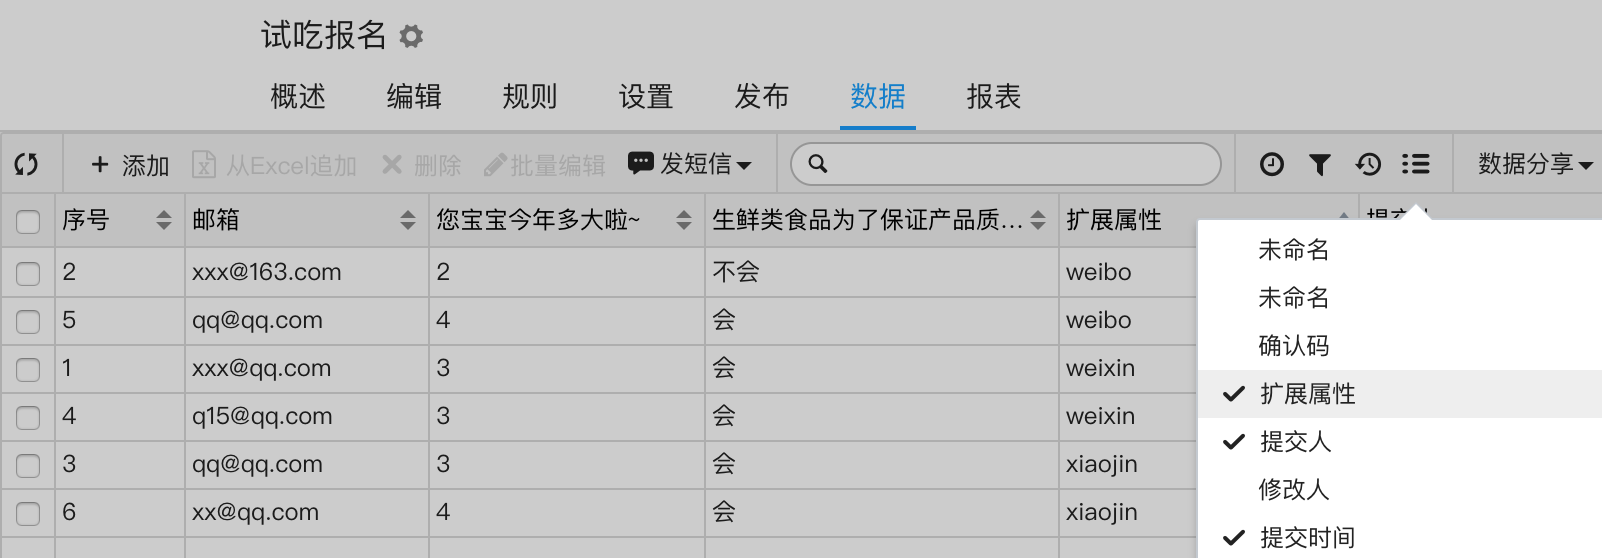 试吃报名
概述 编辑 规则 设置 发布 数据 报表
添加 从Excel追加 删除 批量编辑 发短信 数据分享
序号 邮箱 您宝宝今年多大啦~ 生鲜类食品为了保证产品质... 扩展属性
2 xxx@163.com 2 不会 weibo
5 qq@qq.com 4 会 weibo
1 xxx@qq.com 3 会 weixin
4 q15@qq.com 3 会 weixin
3 qq@qq.com 3 会 xiaojin
6 xx@qq.com 4 会 xiaojin
未命名
未命名
确认码
扩展属性
提交人
修改人
提交时间